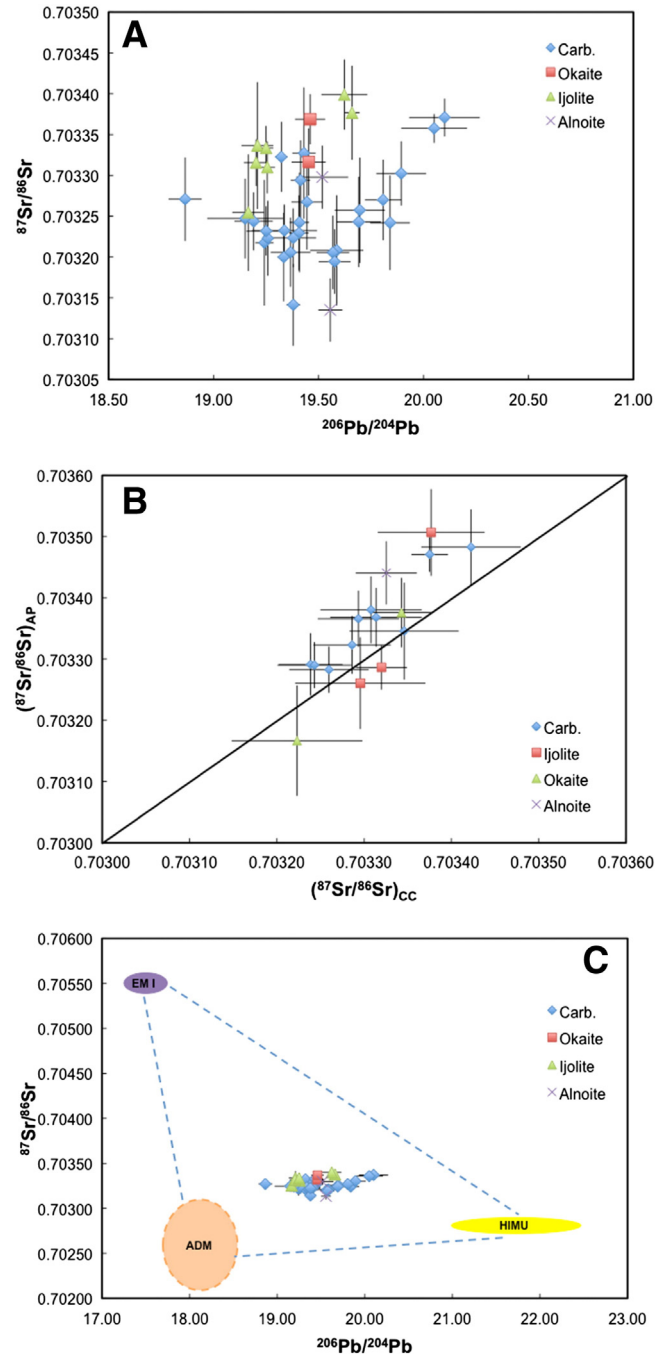 A
0.70350
0.70345
0.70340
0.70335
0.70330
0.70325
0.70320
0.70315
0.70310
0.70305
87Sr/86Sr
Carb.
Okaite
Ijolite
Alnoite
18.50 19.00 19.50 20.00 20.50 21.00
206Pb/204Pb
B
0.70360
0.70350
0.70340
0.70330
0.70320
0.70310
0.70300
(87Sr/86Sr)AP
Carb.
Ijolite
Okaite
Alnoite
0.70300 0.70310 0.70320 0.70330 0.70340 0.70350 0.70360
(87Sr/86Sr)CC
C
0.70600
0.70550
0.70500
0.70450
0.70400
0.70350
0.70300
0.70250
0.70200
87Sr/86Sr
EM I
Carb.
Okaite
Ijolite
Alnoite
HIMU
ADM
17.00 18.00 19.00 20.00 21.00 22.00 23.00
206Pb/204Pb